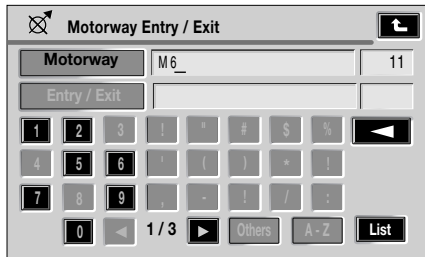 Motorway Entry / Exit
Motorway M6_ 11
Entry / Exit
1 2 3 ! " # $ %
4 5 6 ' ( ) * !
7 8 9 , - ! / :
0 1 / 3 Others A - Z List